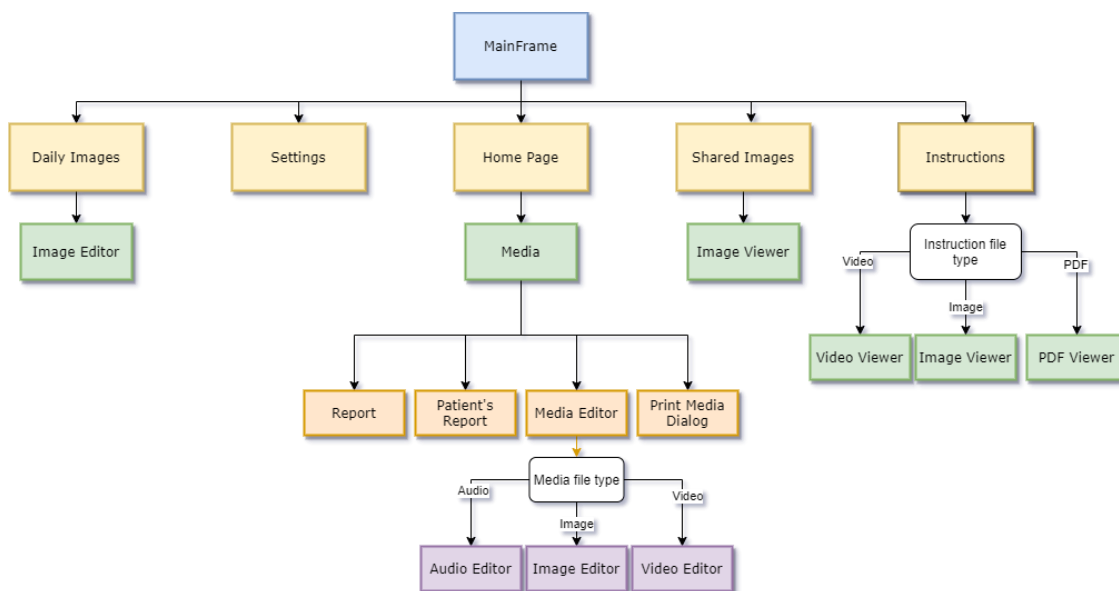 MainFrame
Daily Images
Settings
Home Page
Shared Images
Instructions
Image Editor
Media
Image Viewer
Instruction file
type
Video
PDF
Image
Video Viewer
Image Viewer
PDF Viewer
Report
Patient's
Report
Media Editor
Print Media
Dialog
Media file type
Audio
Video
Image
Audio Editor
Image Editor
Video Editor